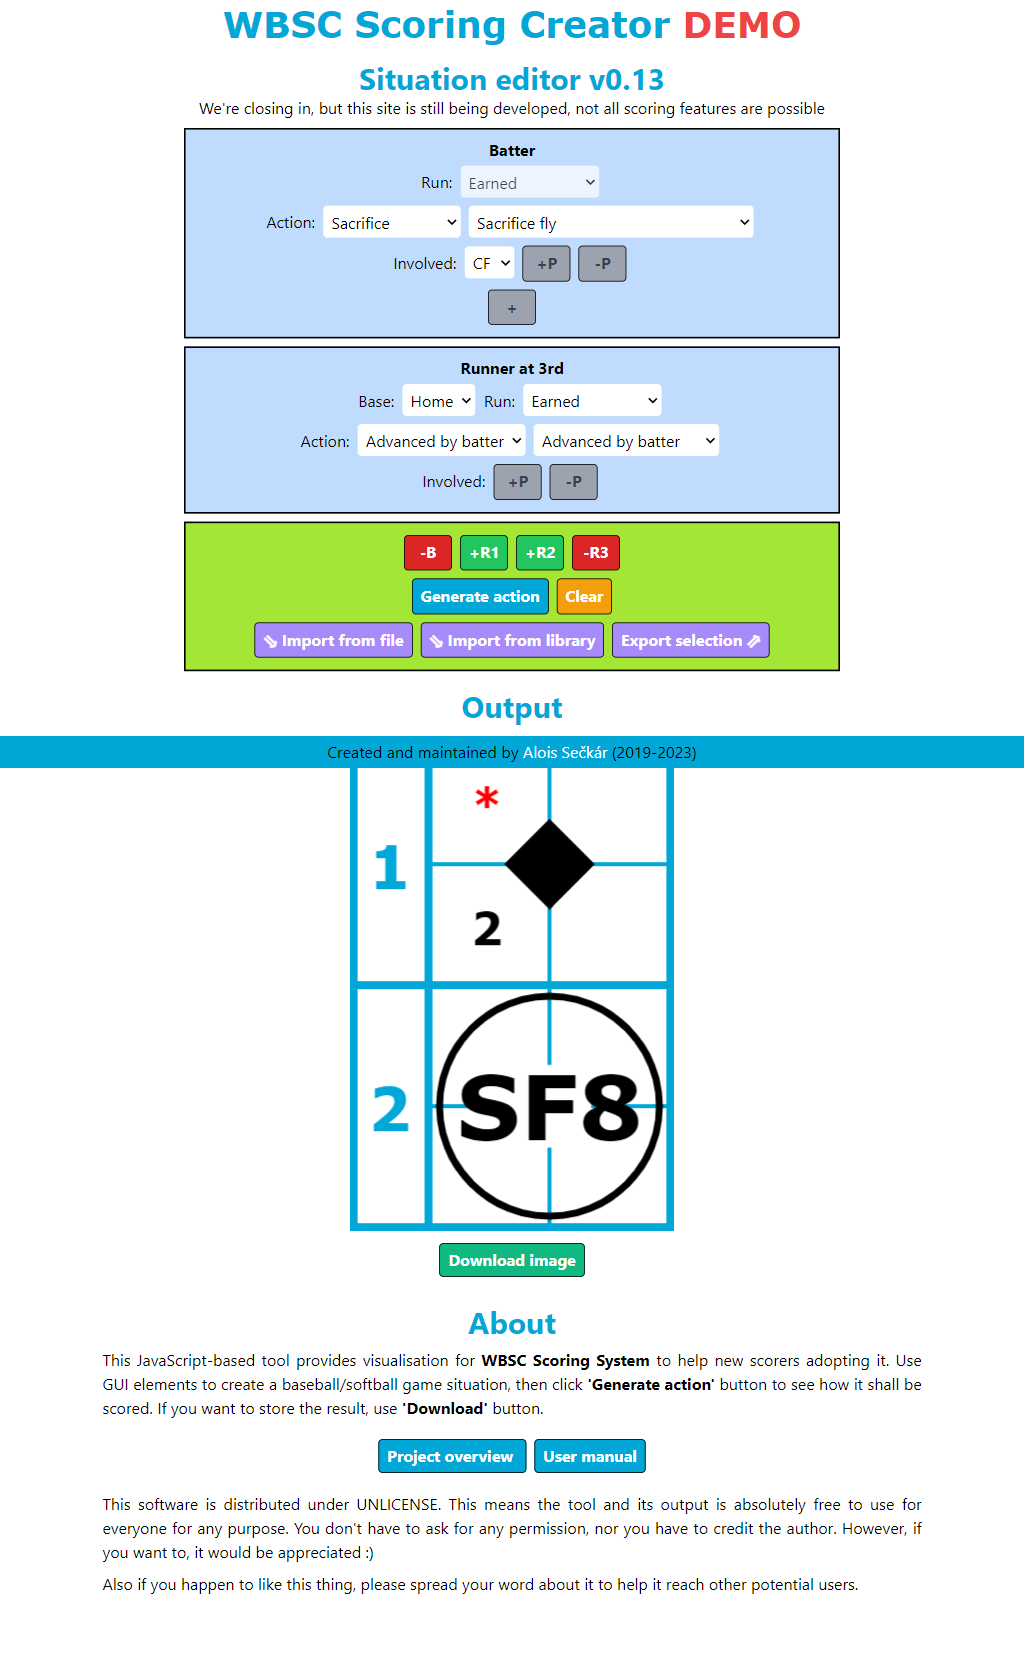 WBSC Scoring Creator DEMO
Situation editor v0.13
We're closing in, but this site is still being developed, not all scoring features are possible
Batter
Run: Earned
Action: Sacrifice Sacrifice fly
Involved: CF +P -P
+
Runner at 3rd
Base: Home Run: Earned
Action: Advanced by batter Advanced by batter
Involved: +P -P
-B +R1 +R2 -R3
Generate action Clear
⇘ Import from file ⇘ Import from library Export selection ⇗
Output
Created and maintained by Alois Sečkár (2019-2023)
*
1
2
2 SF8
Download image
About
This JavaScript-based tool provides visualisation for WBSC Scoring System to help new scorers adopting it. Use
GUI elements to create a baseball/softball game situation, then click 'Generate action' button to see how it shall be
scored. If you want to store the result, use 'Download' button.
Project overview User manual
This software is distributed under UNLICENSE. This means the tool and its output is absolutely free to use for
everyone for any purpose. You don't have to ask for any permission, nor you have to credit the author. However, if
you want to, it would be appreciated :)
Also if you happen to like this thing, please spread your word about it to help it reach other potential users.